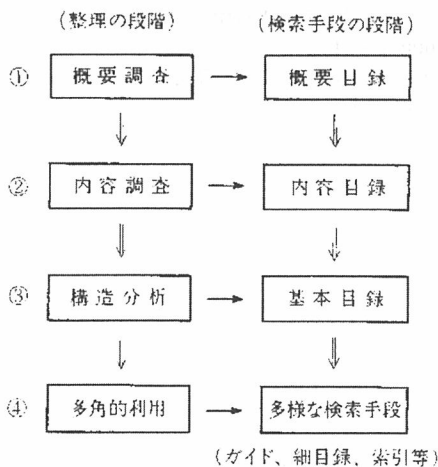 (整理の段階) (検索手段の段階)
① 概要調査 → 概要目録
② 内容調査 → 内容目録
③ 構造分析 → 基本目録
④ 多角的利用 → 多様な検索手段
(ガイド、細目録、索引等)